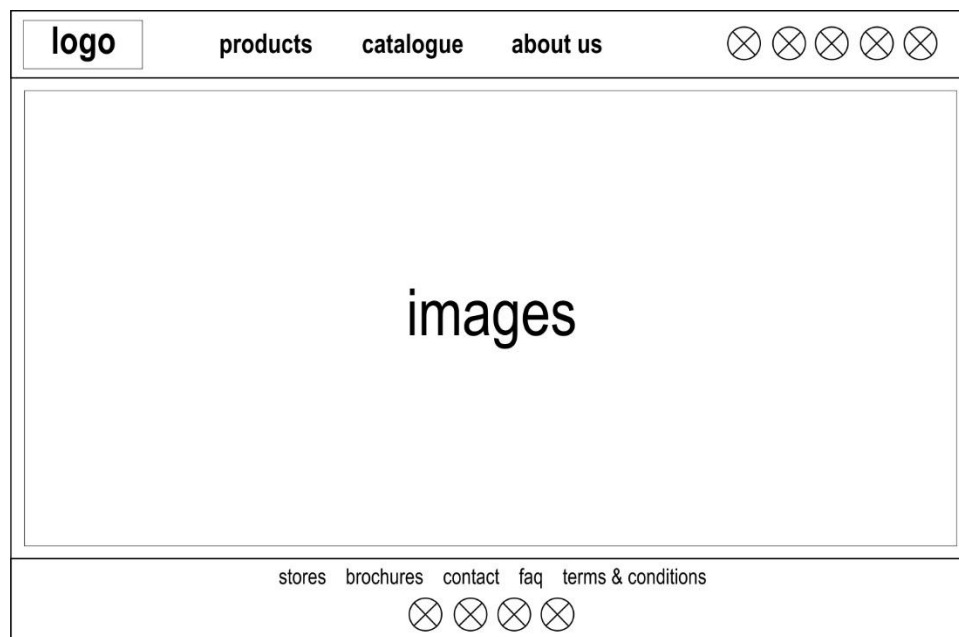 logo products catalogue about us
images
stores brochures contact faq terms & conditions